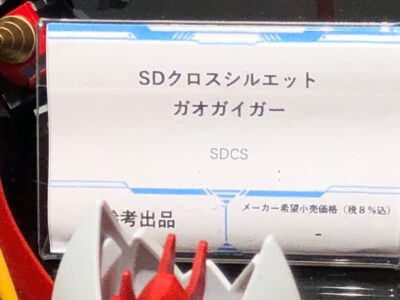 SDクロスシルエット
ガオガイガー
SDCS
参考出品
メーカー希望小売価格（税8％込）
-